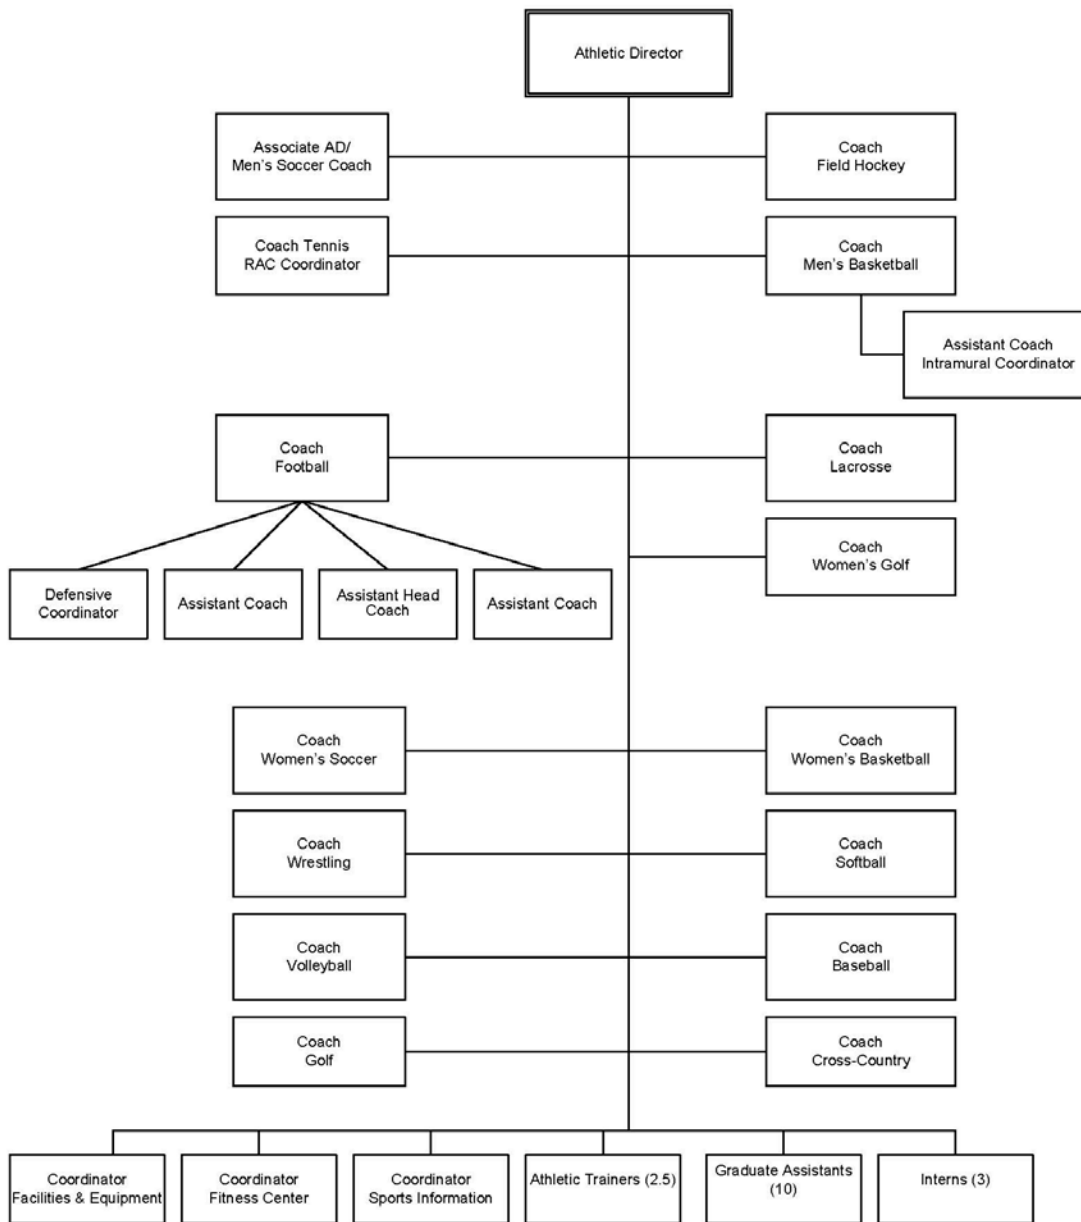 Athletic Director
Associate AD/
Men's Soccer Coach
Coach
Field Hockey
Coach Tennis
RAC Coordinator
Coach
Men's Basketball
Assistant Coach
Intramural Coordinator
Coach
Football
Coach
Lacrosse
Coach
Women's Golf
Defensive
Coordinator
Assistant Coach
Assistant Head
Coach
Assistant Coach
Coach
Women's Soccer
Coach
Women's Basketball
Coach
Wrestling
Coach
Softball
Coach
Volleyball
Coach
Baseball
Coach
Golf
Coach
Cross-Country
Coordinator
Facilities & Equipment
Coordinator
Fitness Center
Coordinator
Sports Information
Athletic Trainers (2.5)
Graduate Assistants
(10)
Interns (3)